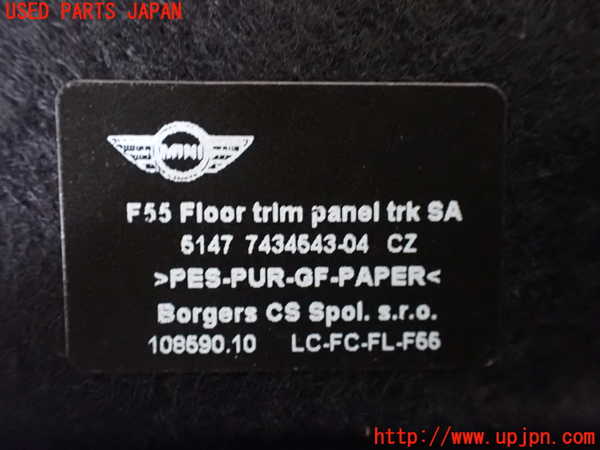 USED PARTS JAPAN
MINI
F55 Floor trim panel trk SA
5147 7434543-04 CZ
>PES-PUR-GF-PAPER<
Borgers CS Spol. s.r.o.
108590.10 LC-FC-FL-F55
http://www.upjpn.com/